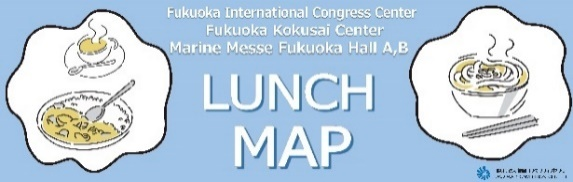 Fukuoka International Congress Center
Fukuoka Kokusai Center
Marine Messe Fukuoka Hall A,B
LUNCH
MAP